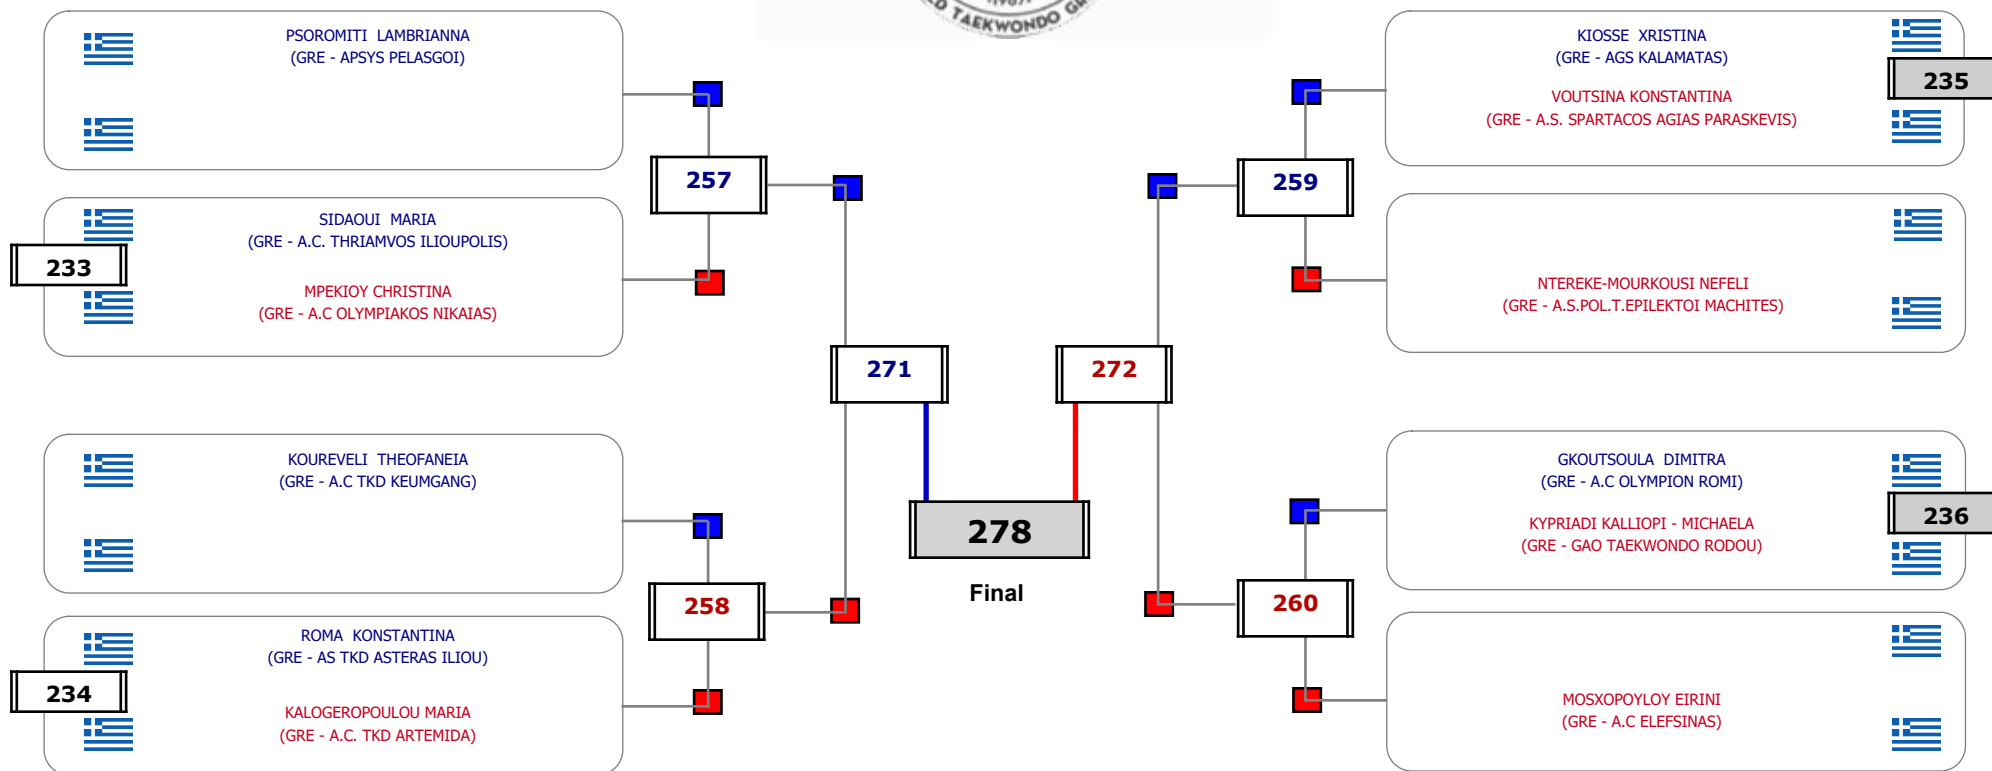 D TAEKWONDO G
PSOROMITI LAMBRIANNA
(GRE - APSYS PELASGOI)
257
SIDAOUI MARIA
(GRE - A.C. THRIAMVOS ILIOUPOLIS)
233
MPEKIOY CHRISTINA
(GRE - A.C OLYMPIAKOS NIKAIAS)
271
KOUREVELI THEOFANEIA
(GRE - A.C TKD KEUMGANG)
258
ROMA KONSTANTINA
(GRE - AS TKD ASTERAS ILIOU)
234
KALOGEROPOULOU MARIA
(GRE - A.C. TKD ARTEMIDA)
278
Final
KIOSSE XRISTINA
(GRE - AGS KALAMATAS)
235
VOUTSINA KONSTANTINA
(GRE - A.S. SPARTACOS AGIAS PARASKEVIS)
259
NTEREKE-MOURKOUSI NEFELI
(GRE - A.S.POL.T.EPILEKTOI MACHITES)
272
GKOUTSOULA DIMITRA
(GRE - A.C OLYMPION ROMI)
236
KYPRIADI KALLIOPI - MICHAELA
(GRE - GAO TAEKWONDO RODOU)
260
MOSXOPOYLOY EIRINI
(GRE - A.C ELEFSINAS)